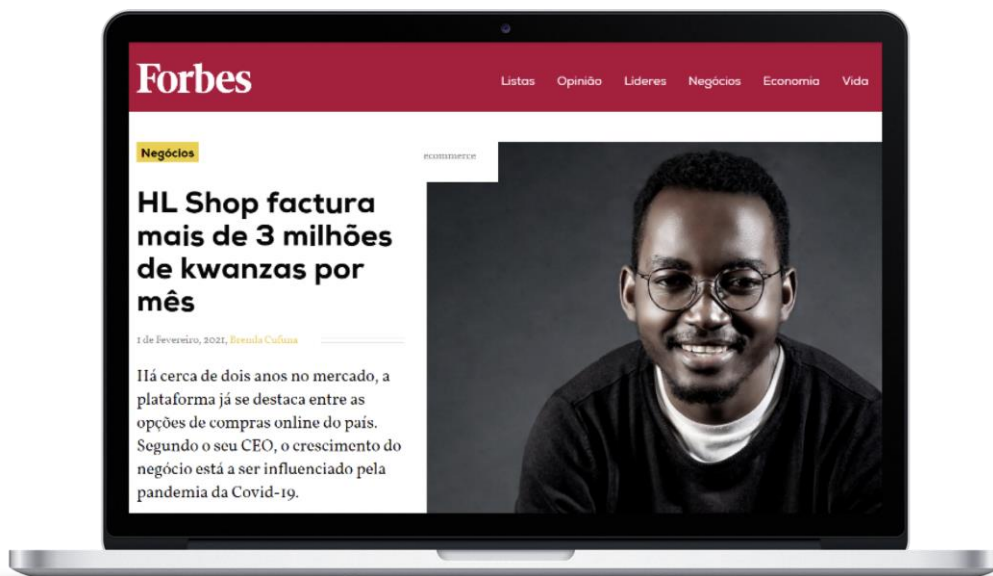 Forbes
Listas Opinião Líderes Negócios Economia Vida
Negócios
ecommerce
HL Shop factura
mais de 3 milhões
de kwanzas por
mês
1 de Fevereiro, 2021, Brenda Cufuna
Há cerca de dois anos no mercado, a
plataforma já se destaca entre as
opções de compras online do país.
Segundo o seu CEO, o crescimento do
negócio está a ser influenciado pela
pandemia da Covid-19.